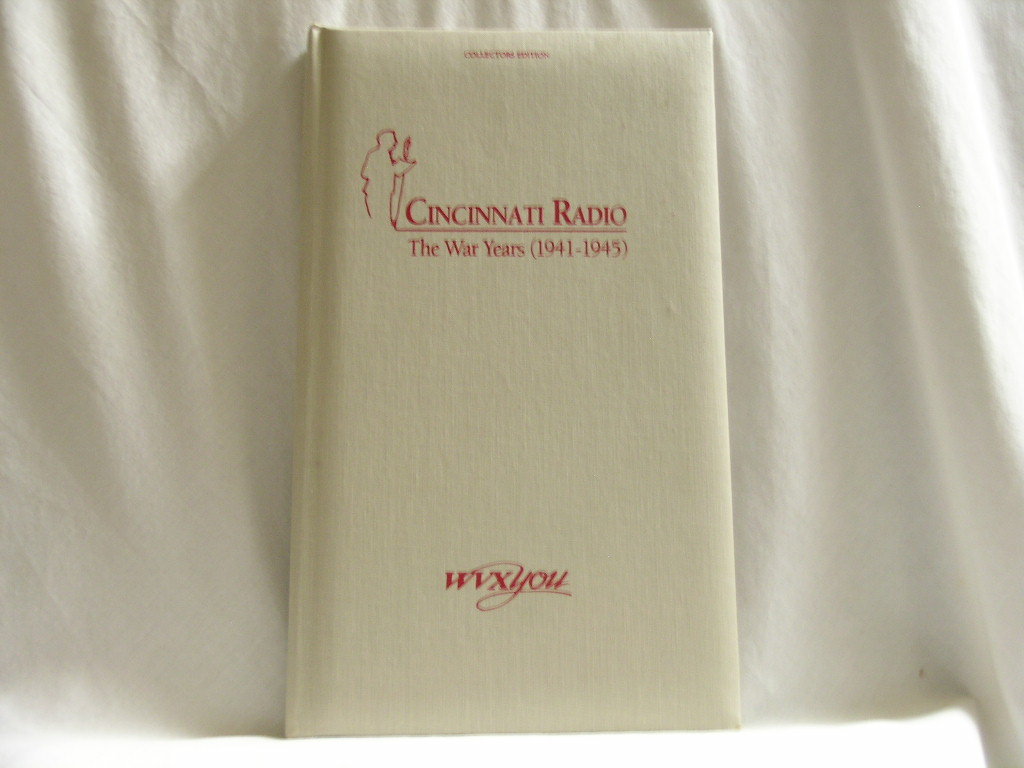 COLLECTORS EDITION
CINCINNATI RADIO
The War Years (1941-1945)
wvxyou